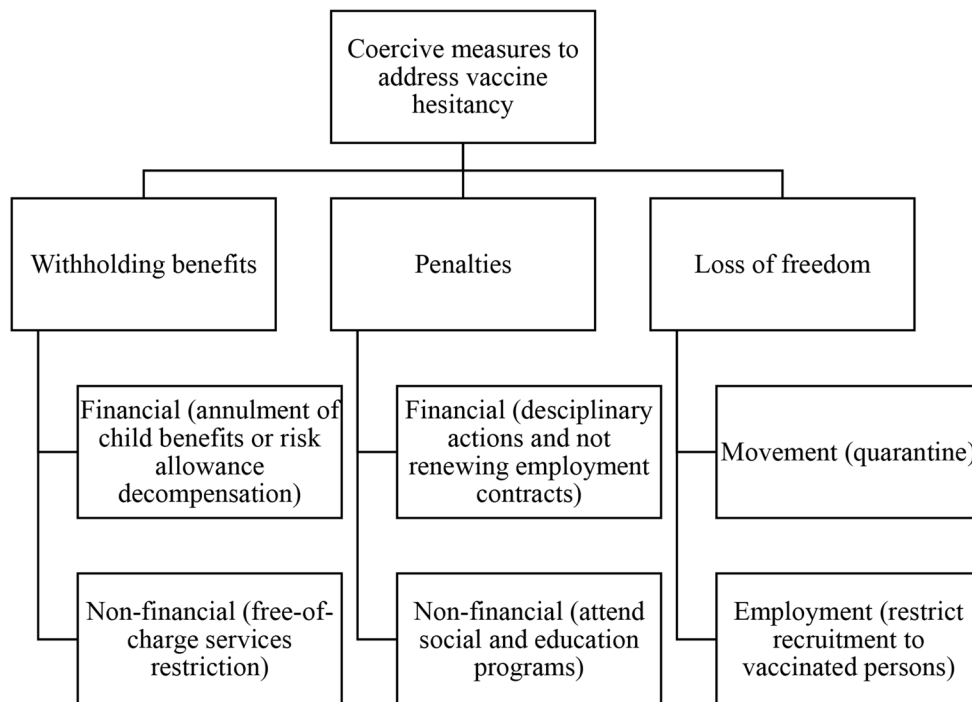 Coercive measures to
address vaccine
hesitancy
Withholding benefits
Penalties
Loss of freedom
Financial (annulment of
child benefits or risk
allowance
decompensation)
Financial (desciplinary
actions and not
renewing employment
contracts)
Movement (quarantine)
Non-financial (free-of-
charge services
restriction)
Non-financial (attend
social and education
programs)
Employment (restrict
recruitment to
vaccinated persons)